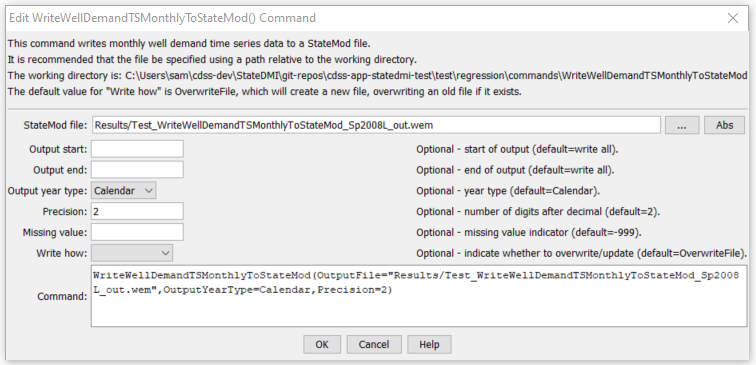 Edit WriteWellDemandTSMonthlyToStateMod() Command
This command writes monthly well demand time series data to a StateMod file.
It is recommended that the file be specified using a path relative to the working directory.
The working directory is: C:\Users\sam\cdss-dev\StateDMI\git-repos\cdss-app-statedmi-test\test\regression\commands\WriteWellDemandTSMonthlyToStateMod
The default value for "Write how" is OverwriteFile, which will create a new file, overwriting an old file if it exists.
StateMod file: Results/Test_WriteWellDemandTSMonthlyToStateMod_Sp2008L_out.wem ... Abs
Output start: Optional - start of output (default=write all).
Output end: Optional - end of output (default=write all).
Output year type: Calendar Optional - year type (default=Calendar).
Precision: 2 Optional - number of digits after decimal (default=2).
Missing value: Optional - missing value indicator (default=-999).
Write how: Optional - indicate whether to overwrite/update (default=OverwriteFile).
Command: WriteWellDemandTSMonthlyToStateMod(OutputFile="Results/Test_WriteWellDemandTSMonthlyToStateMod_Sp2008
L_out.wem",OutputYearType=Calendar,Precision=2)
OK Cancel Help